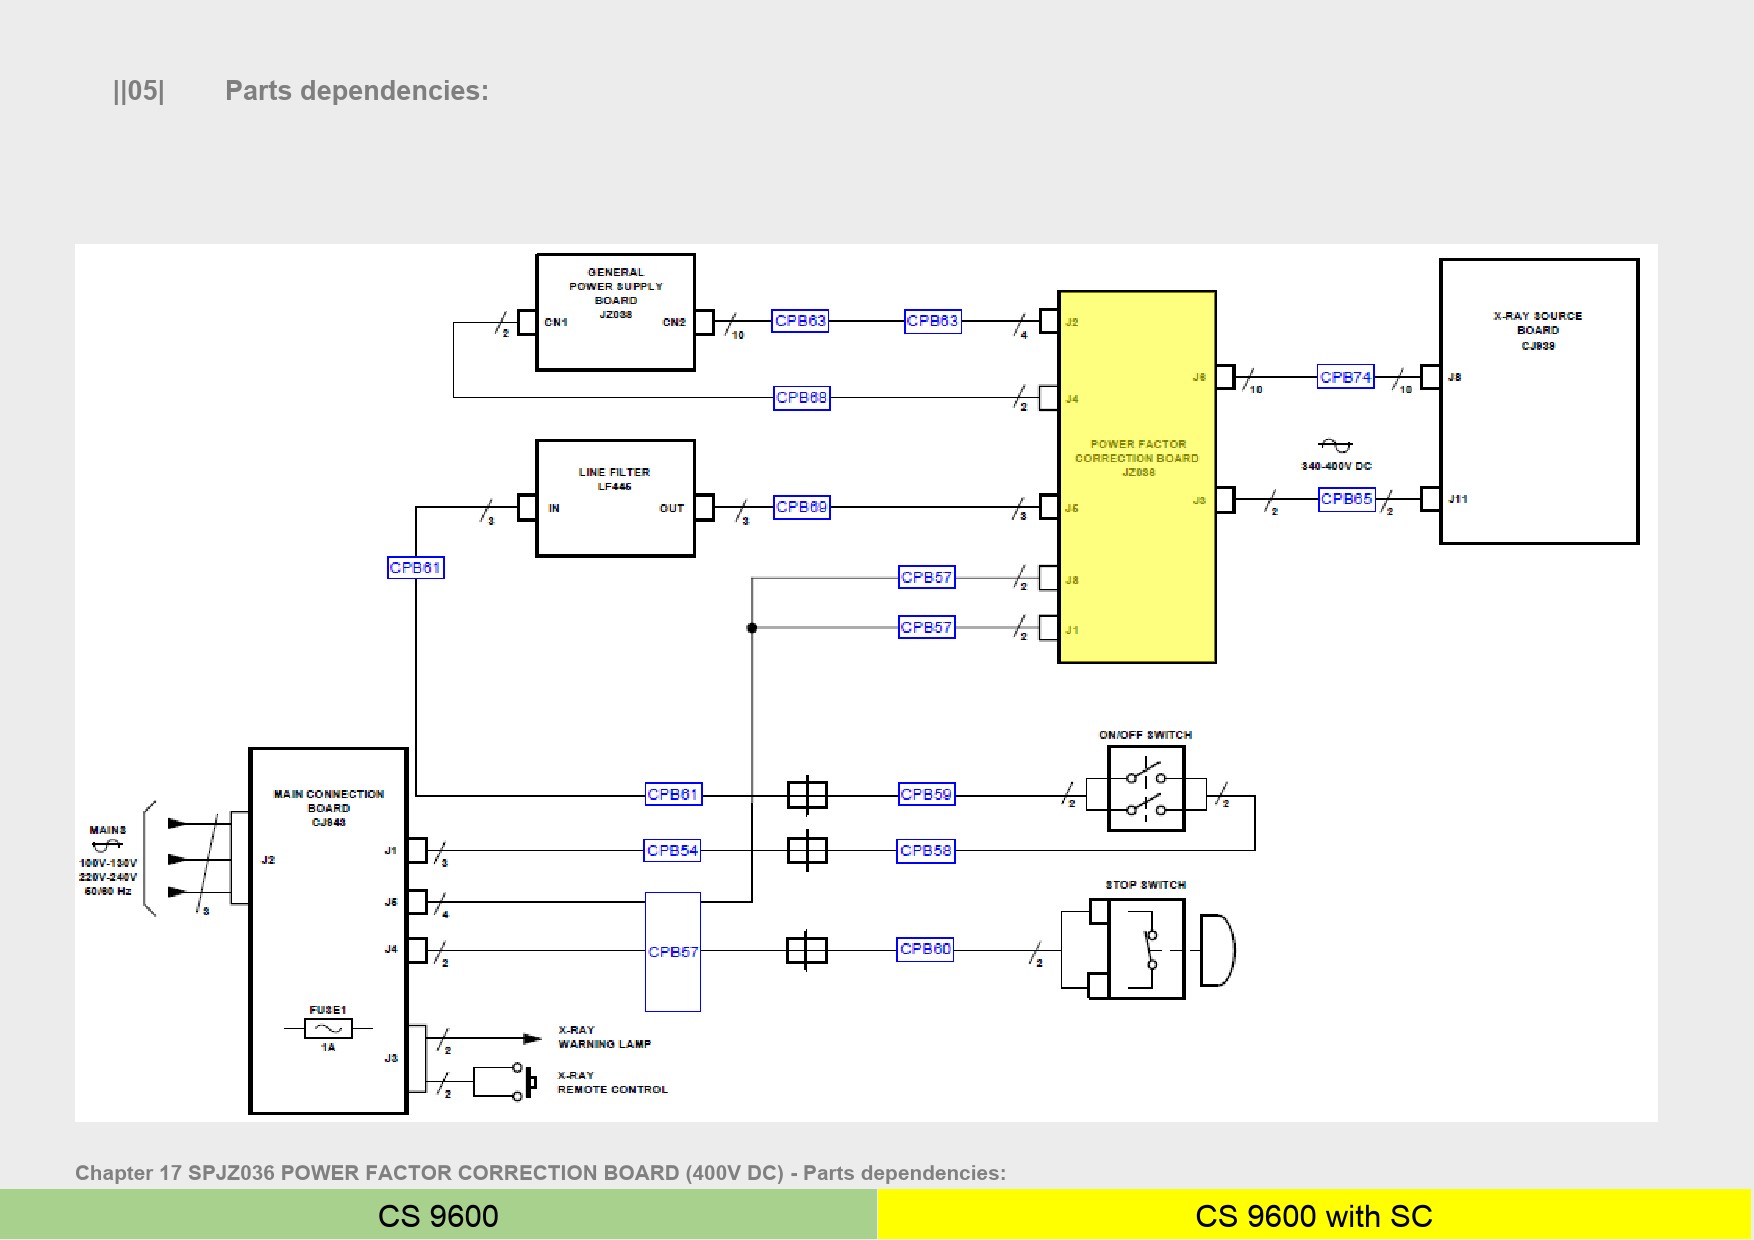 ||05| Parts dependencies:
GENERAL
POWER SUPPLY
BOARD
JZ038
CN1
CN2
2
10
CPB63
CPB63
4
J2
CPB68
2
J4
POWER FACTOR
CORRECTION BOARD
JZ036
J6
10
CPB74
10
J8
X-RAY SOURCE
BOARD
CJ939
340-400V DC
J3
2
CPB65
2
J11
LINE FILTER
LF445
IN
OUT
3
3
CPB69
3
J5
CPB61
CPB57
2
J8
CPB57
2
J1
ON/OFF SWITCH
MAIN CONNECTION
BOARD
CJ943
MAINS
100V-130V
220V-240V
50/60 Hz
3
J2
CPB61
CPB59
2
2
J1
3
CPB54
CPB58
J5
4
STOP SWITCH
J4
2
CPB57
CPB60
2
FUSE1
1A
J3
2
X-RAY
WARNING LAMP
2
X-RAY
REMOTE CONTROL
Chapter 17 SPJZ036 POWER FACTOR CORRECTION BOARD (400V DC) - Parts dependencies:
CS 9600
CS 9600 with SC